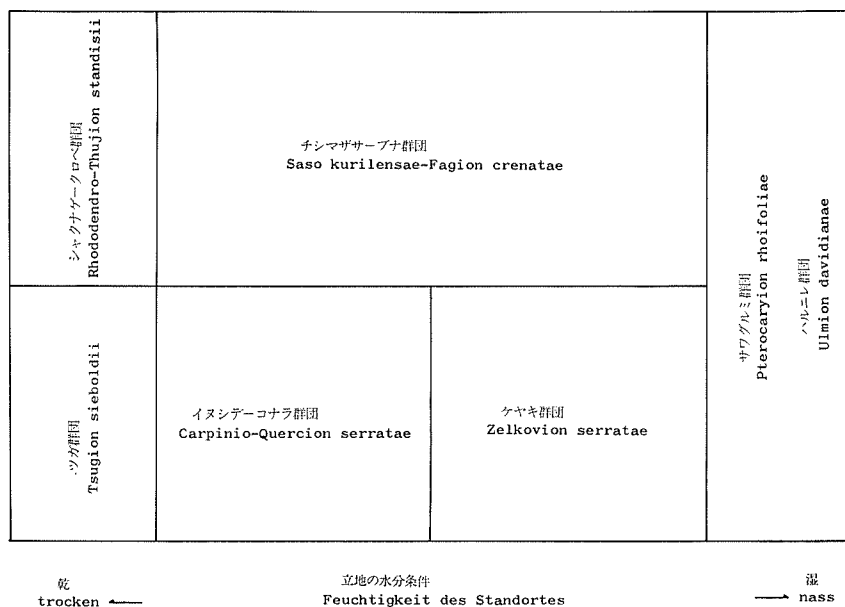 シャクナゲークロベ群団
Rhododendro-Thujion standisii
チシマザサーブナ群団
Saso kurilensae-Fagion crenatae
サワグルミ群団
Pterocaryion rhoifoliae
ハルニレ群団
Ulmion davidianae
ツガ群団
Tsugion sieboldii
イヌシデーコナラ群団
Carpinio-Quercion serratae
ケヤキ群団
Zelkovion serratae
乾
trocken ←
立地の水分条件
Feuchtigkeit des Standortes
湿
→ nass